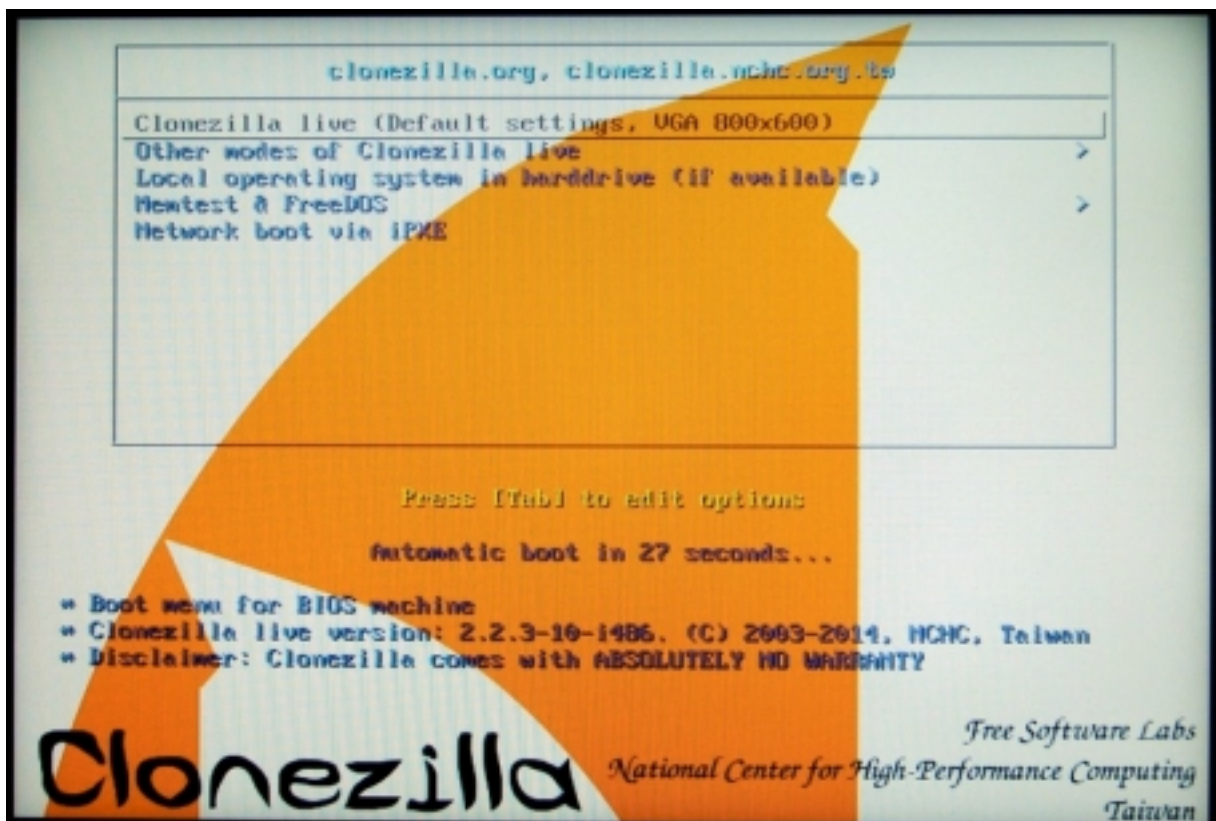 clonezilla.org, clonezilla.nchc.org.tw
Clonezilla live (Default settings, VGA 800x600)
Other modes of Clonezilla live >
Local operating system in harddrive (if available)
Memtest & FreeDOS >
Network boot via iPXE
Press [Tab] to edit options
Automatic boot in 27 seconds...
* Boot menu for BIOS machine
* Clonezilla live version: 2.2.3-10-i486. (C) 2003-2014, NCHC, Taiwan
* Disclaimer: Clonezilla comes with ABSOLUTELY NO WARRANTY
Free Software Labs
Clonezilla National Center for High-Performance Computing
Taiwan